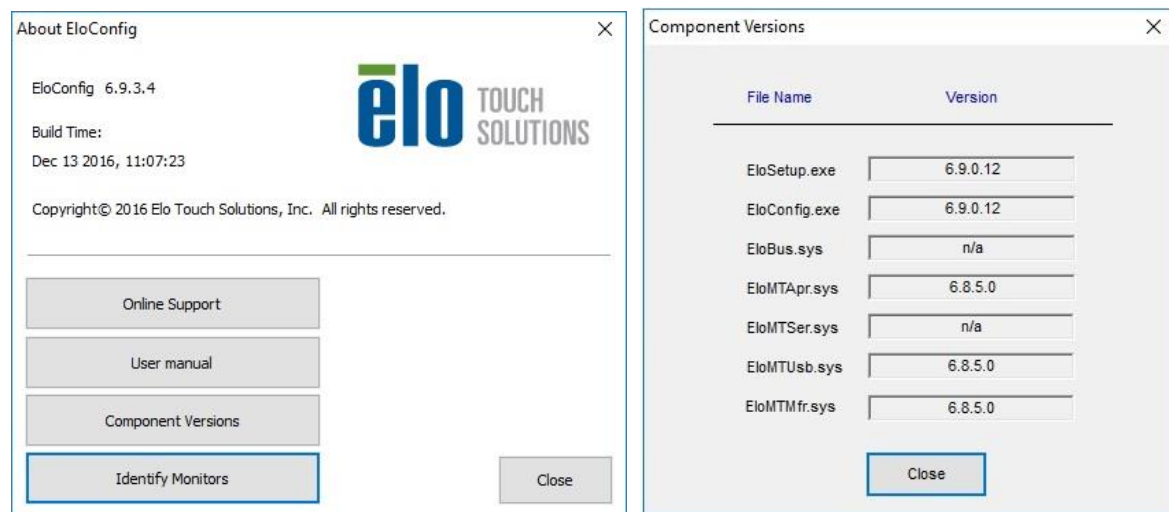 About EloConfig
EloConfig 6.9.3.4
Build Time:
Dec 13 2016, 11:07:23
elo TOUCH SOLUTIONS
Copyright© 2016 Elo Touch Solutions, Inc. All rights reserved.
Online Support
User manual
Component Versions
Identify Monitors
Close
Component Versions
File Name Version
EloSetup.exe 6.9.0.12
EloConfig.exe 6.9.0.12
EloBus.sys n/a
EloMTApr.sys 6.8.5.0
EloMTSer.sys n/a
EloMTUsb.sys 6.8.5.0
EloMTMfr.sys 6.8.5.0
Close